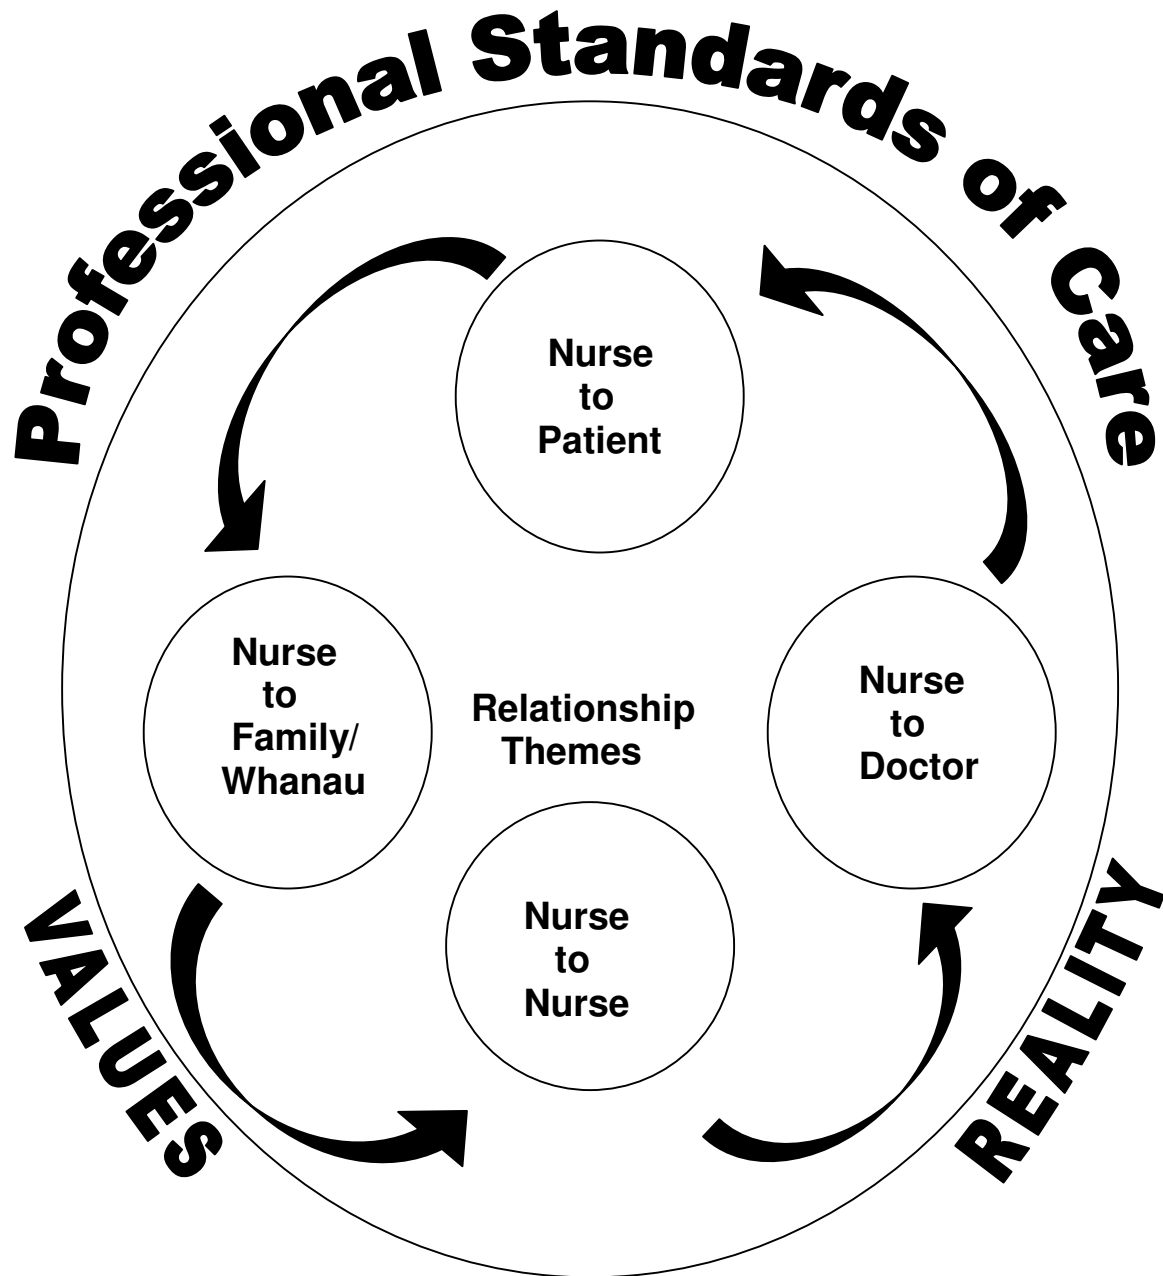 Professional Standards of Care
Nurse
to
Patient
Nurse
to
Family/
Whanau
Relationship
Themes
Nurse
to
Doctor
Nurse
to
Nurse
VALUES
REALITY